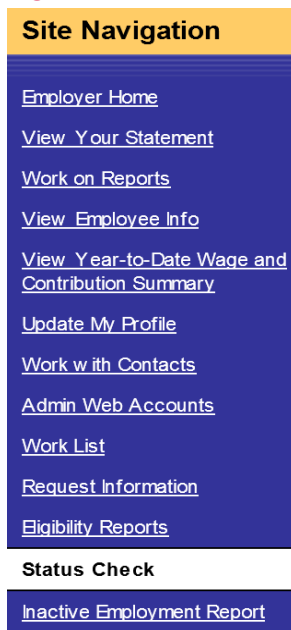 Site Navigation
Employer Home
View Your Statement
Work on Reports
View Employee Info
View Year-to-Date Wage and
Contribution Summary
Update My Profile
Work with Contacts
Admin Web Accounts
Work List
Request Information
Eligibility Reports
Status Check
Inactive Employment Report